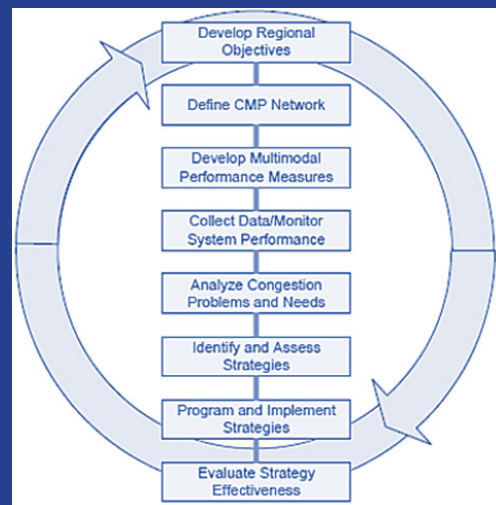 Develop Regional
Objectives
Define CMP Network
Develop Multimodal
Performance Measures
Collect Data/Monitor
System Performance
Analyze Congestion
Problems and Needs
Identify and Assess
Strategies
Program and Implement
Strategies
Evaluate Strategy
Effectiveness